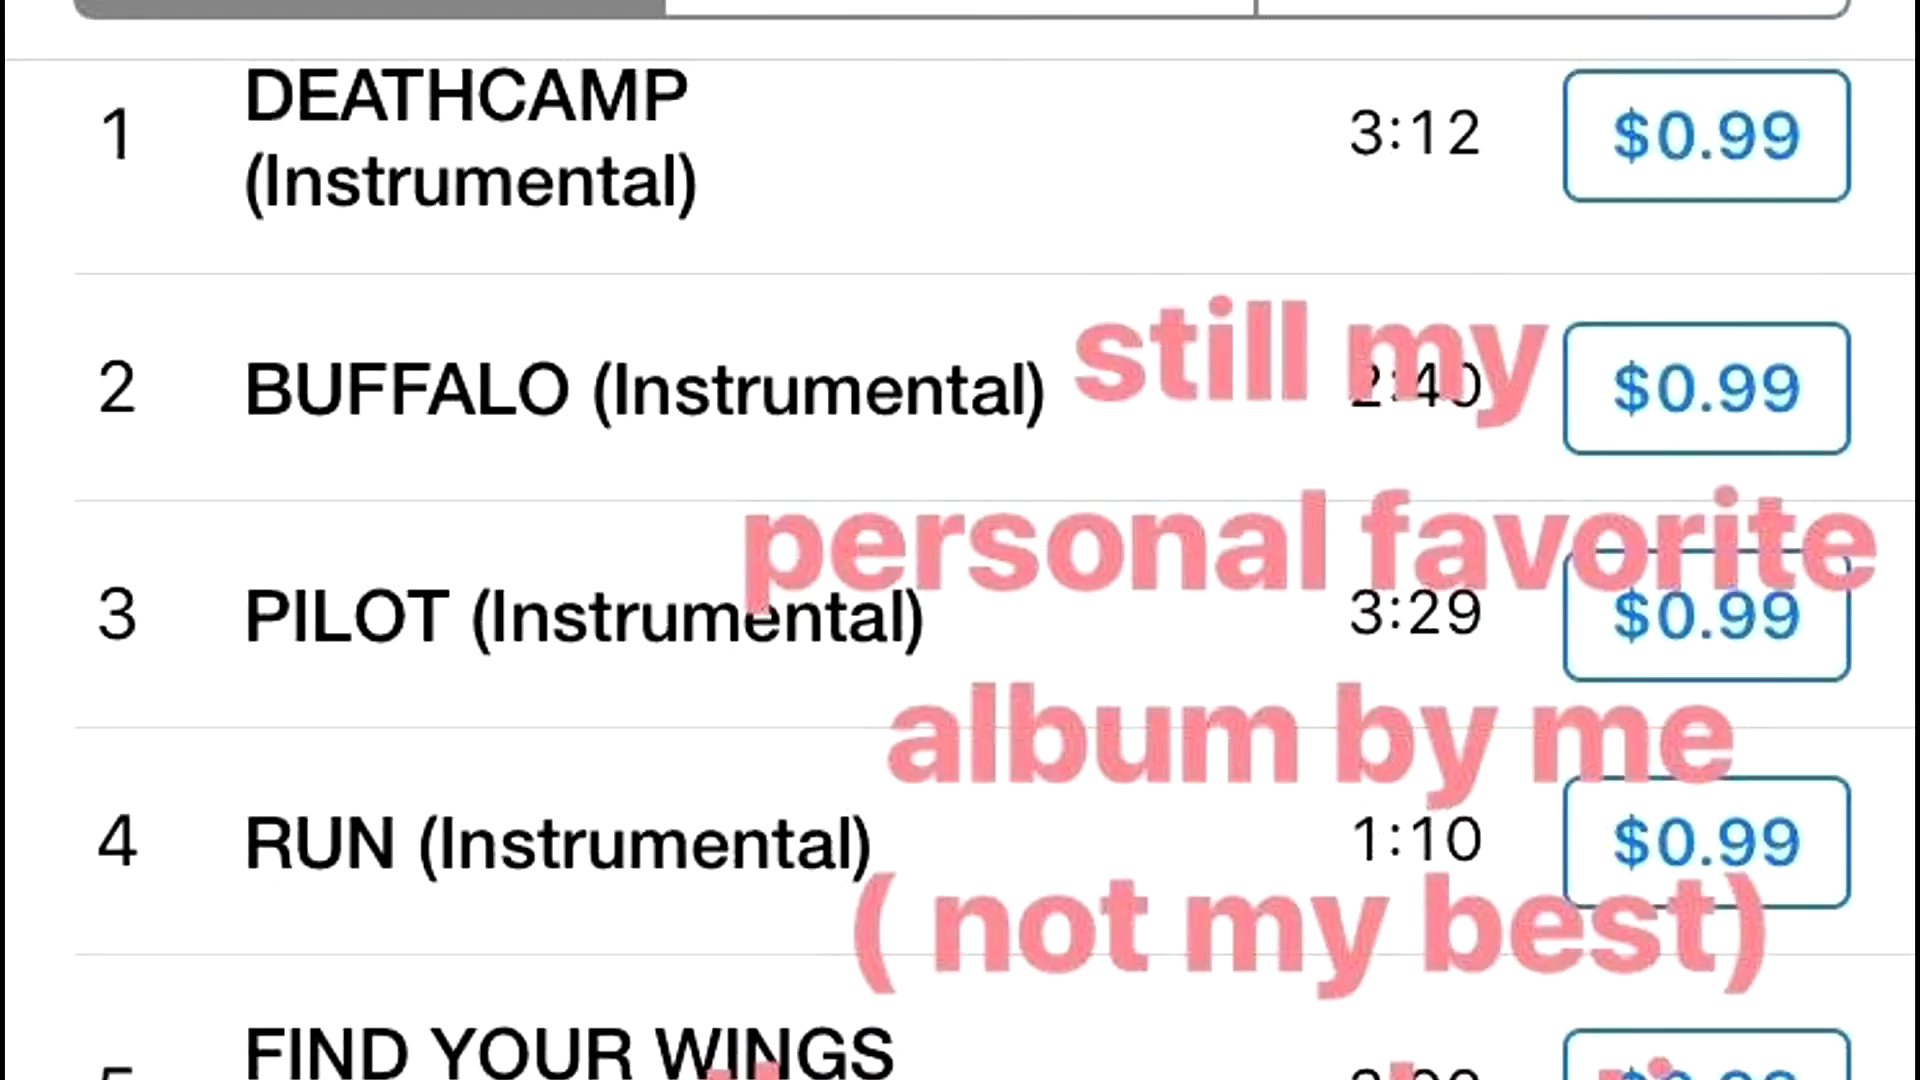 1 DEATHCAMP (Instrumental) 3:12 $0.99
still my
2 BUFFALO (Instrumental) 2:40 $0.99
personal favorite
3 PILOT (Instrumental) 3:29 $0.99
album by me
4 RUN (Instrumental) 1:10 $0.99
( not my best)
FIND YOUR WINGS